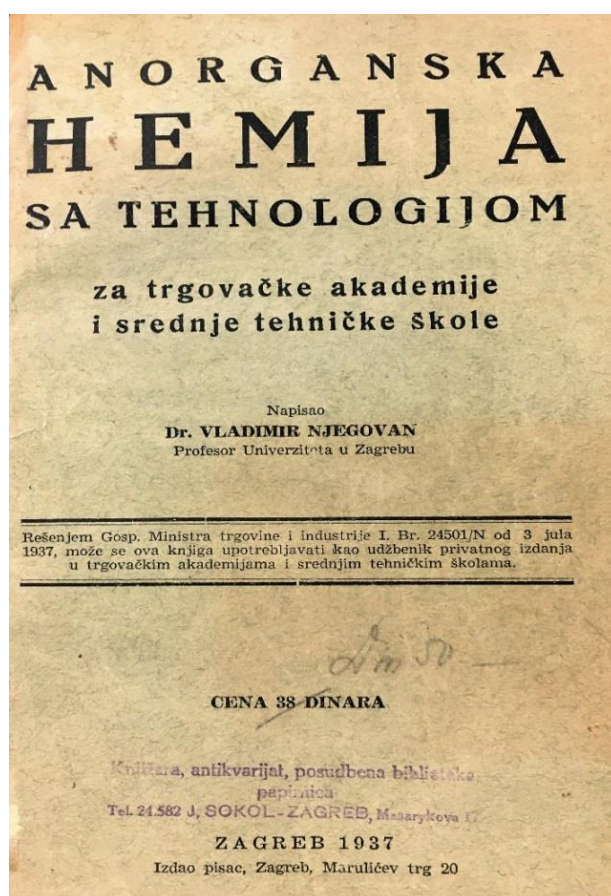 ANORGANSKA
HEMIJA
SA TEHNOLOGIJOM
za trgovačke akademije
i srednje tehničke škole
Napisao
Dr. VLADIMIR NJEGOVAN
Profesor Univerziteta u Zagrebu
Rešenjem Gosp. Ministra trgovine i industrije I. Br. 24501/N od 3 jula
1937, može se ova knjiga upotrebljavati kao udžbenik privatnog izdanja
u trgovačkim akademijama i srednjim tehničkim školama.
Din 50 —
CENA 38 DINARA
Knjižara, antikvarijat, posudbena biblioteka,
papirnica
Tel. 24.582 J, SOKOL-ZAGREB, Masarykova 17
ZAGREB 1937
Izdao pisac, Zagreb, Marulićev trg 20